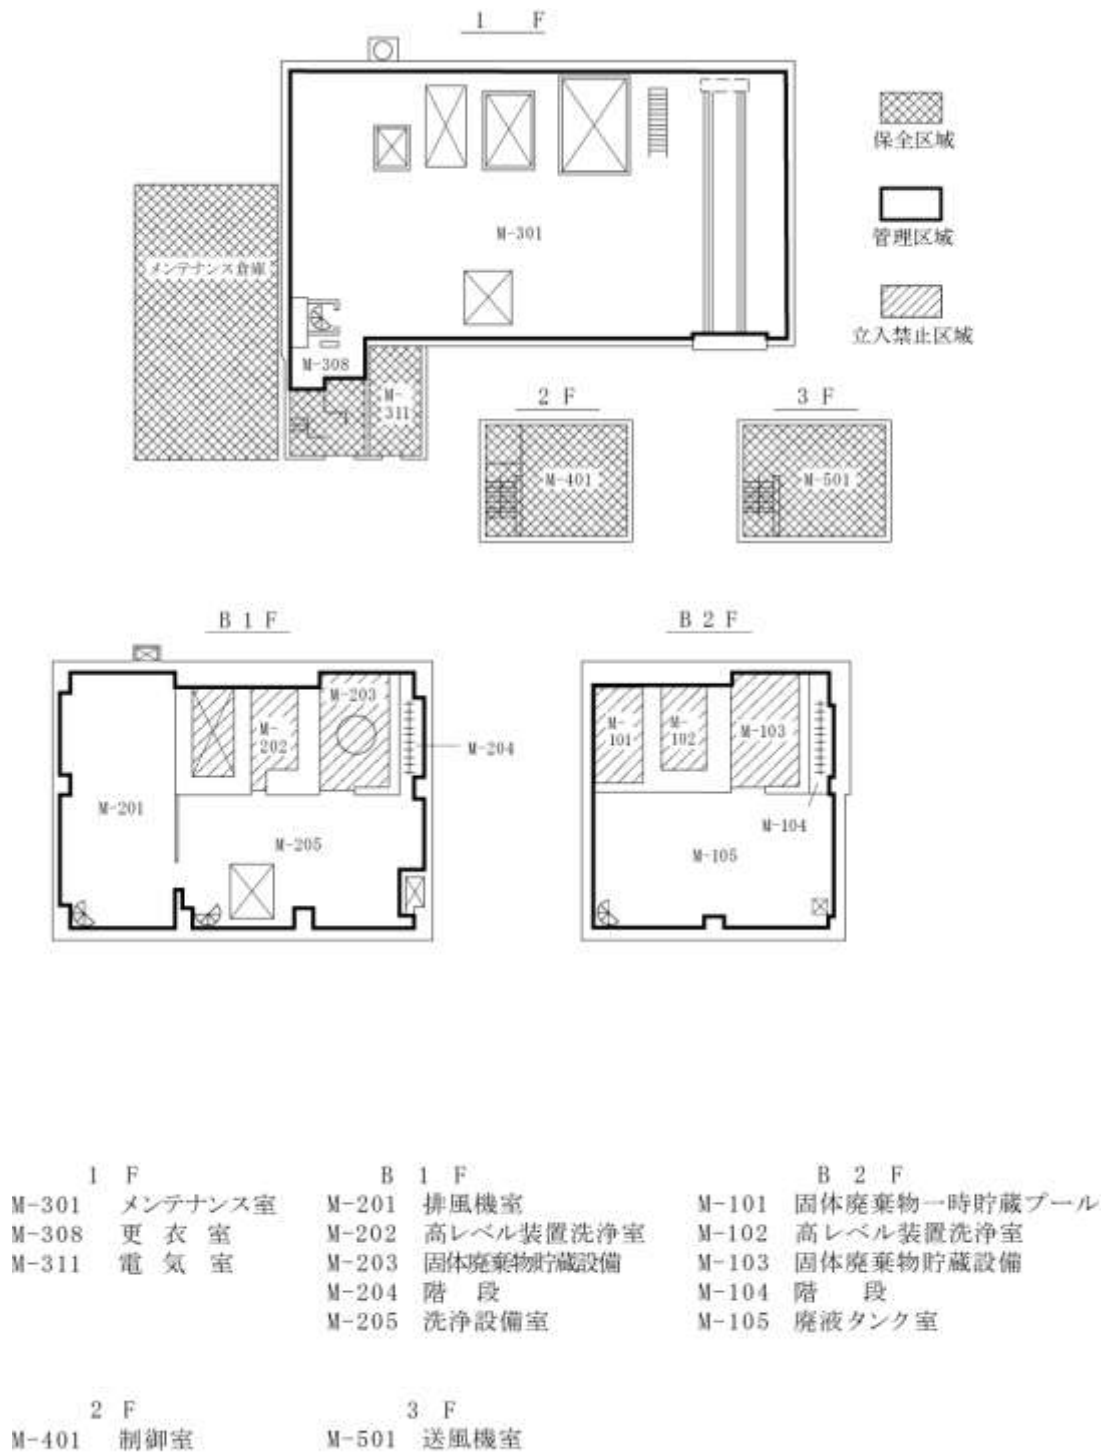 1 F
保全区域
管理区域
立入禁止区域
M-301
メンテナンス倉庫
M-308
M-
311
2 F
3 F
M-401
M-501
B 1 F
B 2 F
M-203
M-
202
M-204
M-201
M-205
M-
101
M-
102
M-103
M-104
M-105
1 F
M-301 メンテナンス室
M-308 更 衣 室
M-311 電 気 室
B 1 F
M-201 排風機室
M-202 高レベル装置洗浄室
M-203 固体廃棄物貯蔵設備
M-204 階 段
M-205 洗浄設備室
B 2 F
M-101 固体廃棄物一時貯蔵プール
M-102 高レベル装置洗浄室
M-103 固体廃棄物貯蔵設備
M-104 階 段
M-105 廃液タンク室
2 F
M-401 制御室
3 F
M-501 送風機室